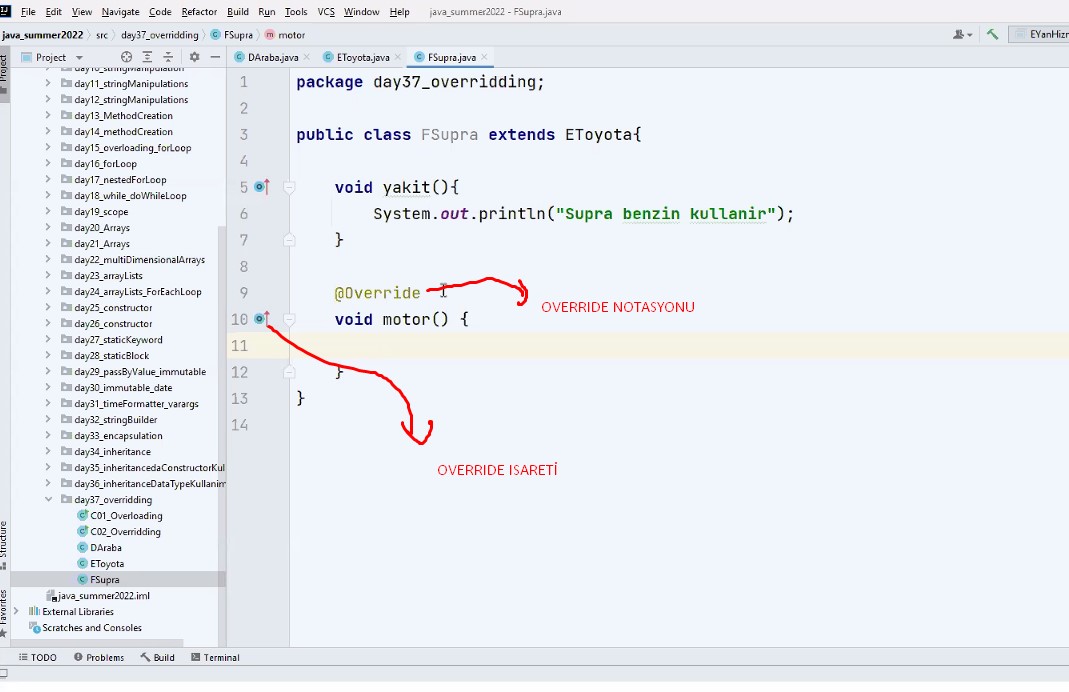 File Edit View Navigate Code Refactor Build Run Tools VCS Window Help java_summer2022 - FSupra.java
java_summer2022 src day37_overridding FSupra motor
Project
DAraba.java EToyota.java FSupra.java
day11_stringManipulations
day12_stringManipulations
day13_MethodCreation
day14_methodCreation
day15_overloading_forLoop
day16_forLoop
day17_nestedForLoop
day18_while_doWhileLoop
day19_scope
day20_Arrays
day21_Arrays
day22_multiDimensionalArrays
day23_arrayLists
day24_arrayLists_ForEachLoop
day25_constructor
day26_constructor
day27_staticKeyword
day28_staticBlock
day29_passByValue_immutable
day30_immutable_date
day31_timeFormatter_varargs
day32_stringBuilder
day33_encapsulation
day34_inheritance
day35_inheritancedaConstructorKul
day36_inheritanceDataTypeKullanim
day37_overridding
C01_Overloading
C02_Overridding
DAraba
EToyota
FSupra
java_summer2022.iml
External Libraries
Scratches and Consoles
Project
Structure
Favorites
1 package day37_overridding;
2
3 public class FSupra extends EToyota{
4
5 void yakit(){
6 System.out.println("Supra benzin kullanir");
7 }
8
9 @Override
10 void motor() {
11
12 }
13 }
14
OVERRIDE NOTASYONU
OVERRIDE ISARETİ
TODO Problems Build Terminal